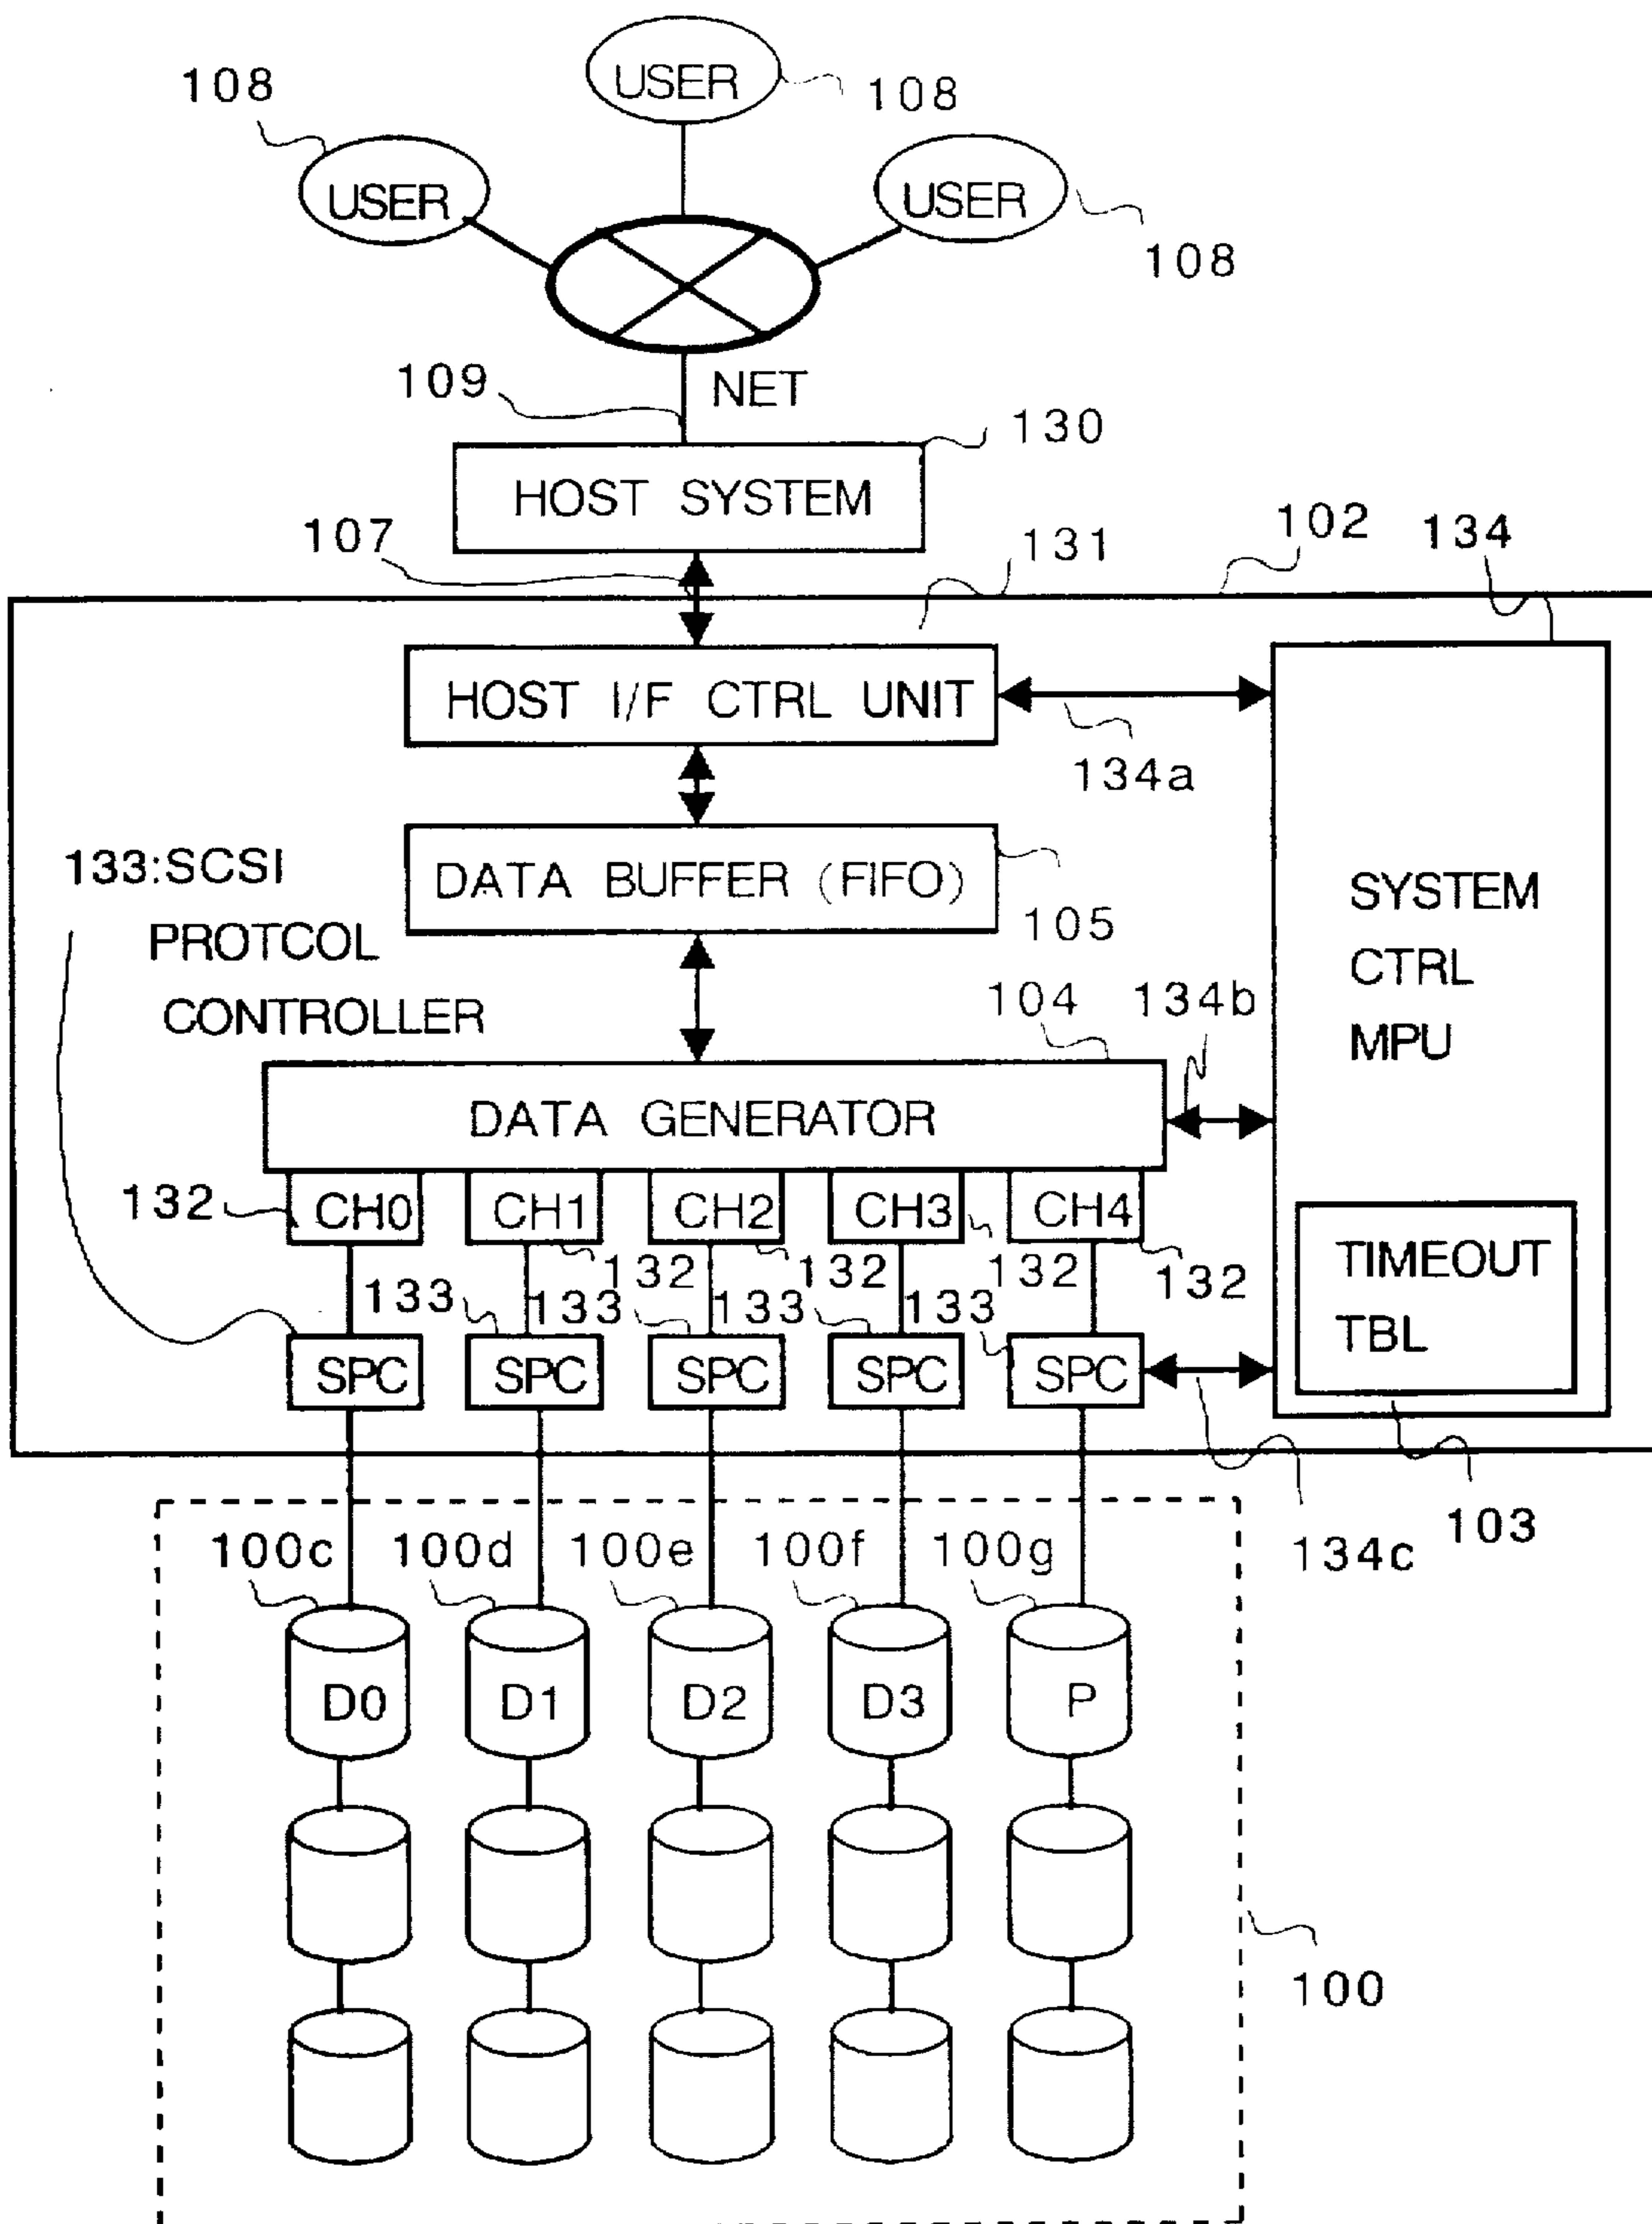 USER
108
108
USER
USER
108
109
NET
130
HOST SYSTEM
107
131
102
134
HOST I/F CTRL UNIT
134a
133:SCSI
PROTCOL
CONTROLLER
DATA BUFFER (FIFO)
105
SYSTEM
CTRL
MPU
104
134b
DATA GENERATOR
132
CH0
CH1
CH2
CH3
CH4
132
132
132
132
133
133
133
133
TIMEOUT
TBL
SPC
SPC
SPC
SPC
SPC
103
134c
100c
100d
100e
100f
100g
D0
D1
D2
D3
P
100